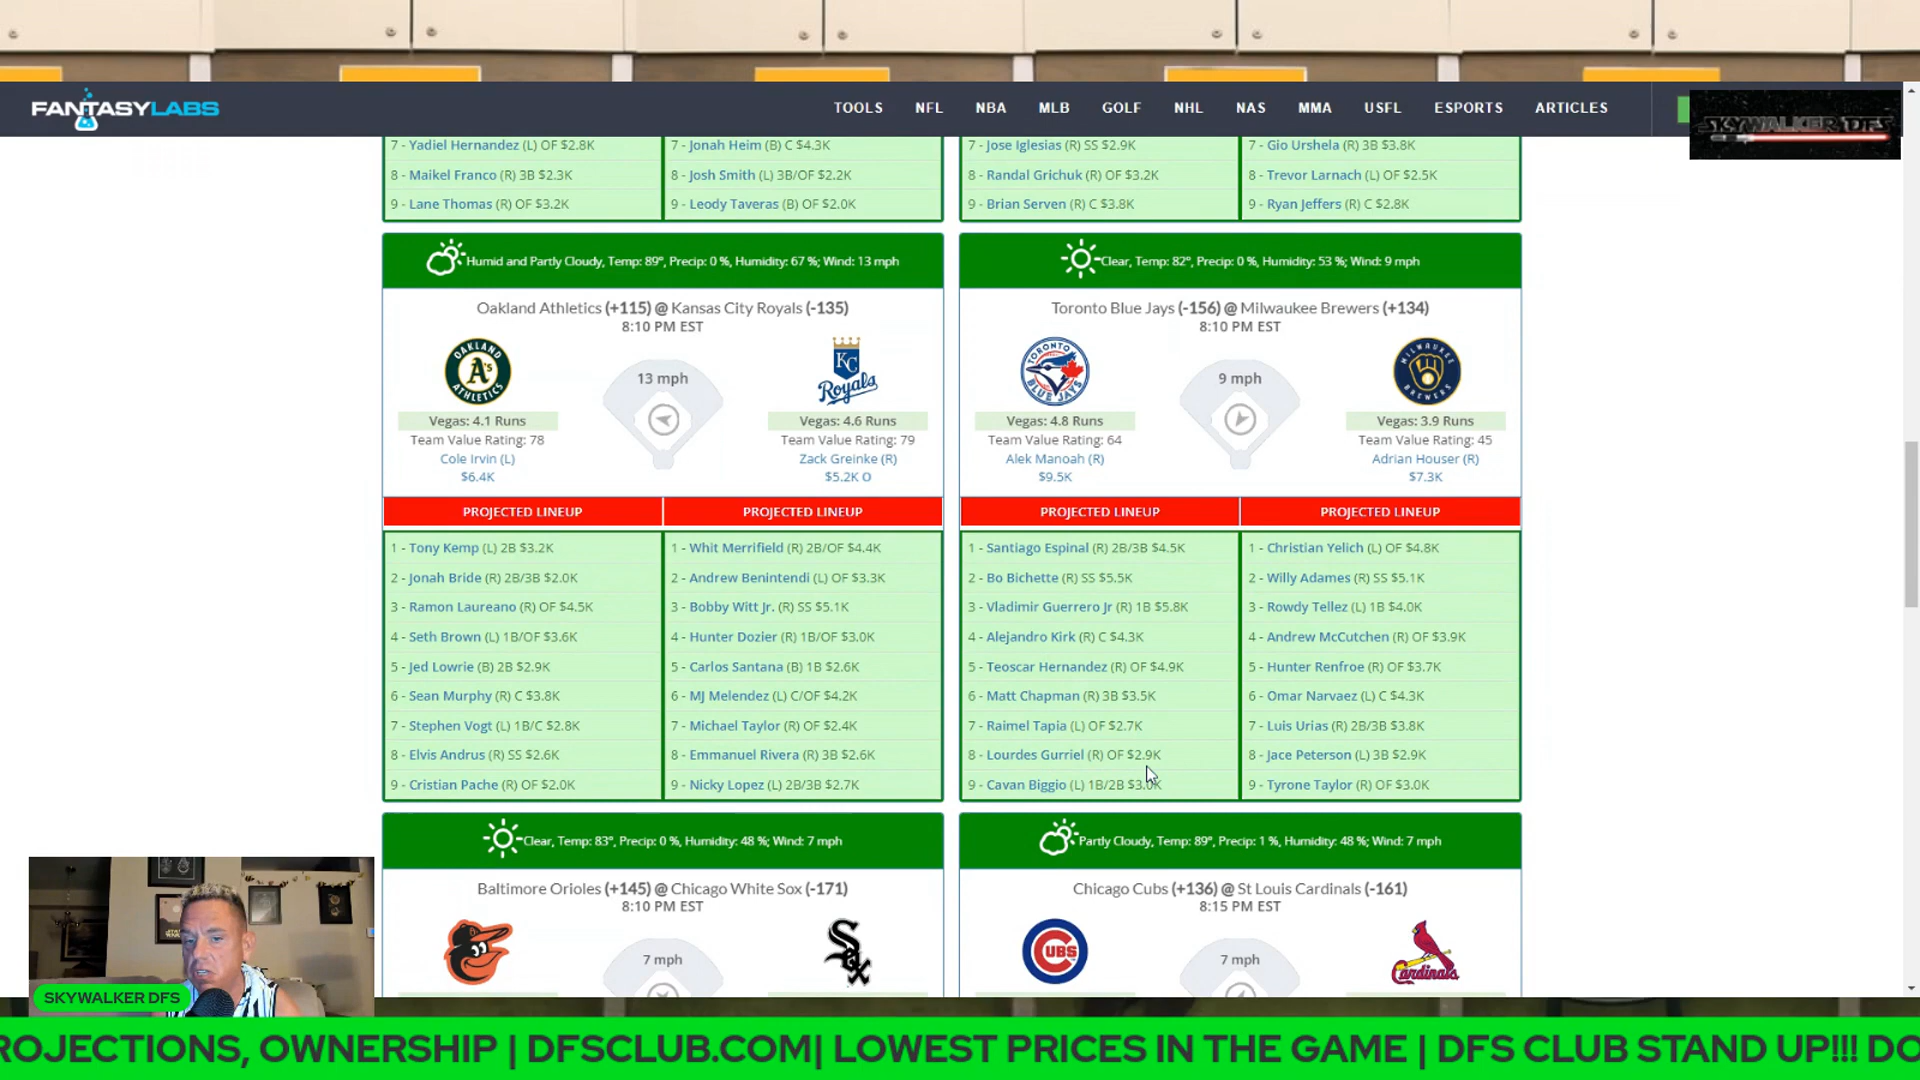 FANTASYLABS
TOOLS NFL NBA MLB GOLF NHL NAS MMA USFL ESPORTS ARTICLES
SKYWALKER DFS
7 - Yadiel Hernandez (L) OF $2.8K
8 - Maikel Franco (R) 3B $2.3K
9 - Lane Thomas (R) OF $3.2K
7 - Jonah Heim (B) C $4.3K
8 - Josh Smith (L) 3B/OF $2.2K
9 - Leody Taveras (B) OF $2.0K
7 - Jose Iglesias (R) SS $2.9K
8 - Randal Grichuk (R) OF $3.2K
9 - Brian Serven (R) C $3.8K
7 - Gio Urshela (R) 3B $3.8K
8 - Trevor Larnach (L) OF $2.5K
9 - Ryan Jeffers (R) C $2.8K
Humid and Partly Cloudy, Temp: 89°, Precip: 0 %, Humidity: 67 %; Wind: 13 mph
Oakland Athletics (+115) @ Kansas City Royals (-135)
8:10 PM EST
OAKLAND
A's
ATHLETICS
13 mph
KC
Royals
Vegas: 4.1 Runs
Team Value Rating: 78
Cole Irvin (L)
$6.4K
Vegas: 4.6 Runs
Team Value Rating: 79
Zack Greinke (R)
$5.2K O
PROJECTED LINEUP
1 - Tony Kemp (L) 2B $3.2K
2 - Jonah Bride (R) 2B/3B $2.0K
3 - Ramon Laureano (R) OF $4.5K
4 - Seth Brown (L) 1B/OF $3.6K
5 - Jed Lowrie (B) 2B $2.9K
6 - Sean Murphy (R) C $3.8K
7 - Stephen Vogt (L) 1B/C $2.8K
8 - Elvis Andrus (R) SS $2.6K
9 - Cristian Pache (R) OF $2.0K
PROJECTED LINEUP
1 - Whit Merrifield (R) 2B/OF $4.4K
2 - Andrew Benintendi (L) OF $3.3K
3 - Bobby Witt Jr. (R) SS $5.1K
4 - Hunter Dozier (R) 1B/OF $3.0K
5 - Carlos Santana (B) 1B $2.6K
6 - MJ Melendez (L) C/OF $4.2K
7 - Michael Taylor (R) OF $2.4K
8 - Emmanuel Rivera (R) 3B $2.6K
9 - Nicky Lopez (L) 2B/3B $2.7K
Clear, Temp: 82°, Precip: 0 %, Humidity: 53 %; Wind: 9 mph
Toronto Blue Jays (-156) @ Milwaukee Brewers (+134)
8:10 PM EST
TORONTO
BLUE JAYS
9 mph
Vegas: 4.8 Runs
Team Value Rating: 64
Alek Manoah (R)
$9.5K
Vegas: 3.9 Runs
Team Value Rating: 45
Adrian Houser (R)
$7.3K
PROJECTED LINEUP
1 - Santiago Espinal (R) 2B/3B $4.5K
2 - Bo Bichette (R) SS $5.5K
3 - Vladimir Guerrero Jr (R) 1B $5.8K
4 - Alejandro Kirk (R) C $4.3K
5 - Teoscar Hernandez (R) OF $4.9K
6 - Matt Chapman (R) 3B $3.5K
7 - Raimel Tapia (L) OF $2.7K
8 - Lourdes Gurriel (R) OF $2.9K
9 - Cavan Biggio (L) 1B/2B $3.0K
PROJECTED LINEUP
1 - Christian Yelich (L) OF $4.8K
2 - Willy Adames (R) SS $5.1K
3 - Rowdy Tellez (L) 1B $4.0K
4 - Andrew McCutchen (R) OF $3.9K
5 - Hunter Renfroe (R) OF $3.7K
6 - Omar Narvaez (L) C $4.3K
7 - Luis Urias (R) 2B/3B $3.8K
8 - Jace Peterson (L) 3B $2.9K
9 - Tyrone Taylor (R) OF $3.0K
Clear, Temp: 83°, Precip: 0 %, Humidity: 48 %; Wind: 7 mph
Baltimore Orioles (+145) @ Chicago White Sox (-171)
8:10 PM EST
7 mph
Sox
Partly Cloudy, Temp: 89°, Precip: 1 %, Humidity: 48 %; Wind: 7 mph
Chicago Cubs (+136) @ St Louis Cardinals (-161)
8:15 PM EST
CUBS
7 mph
Cardinals
SKYWALKER DFS
ROJECTIONS, OWNERSHIP | DFSCLUB.COM| LOWEST PRICES IN THE GAME | DFS CLUB STAND UP!!! DO